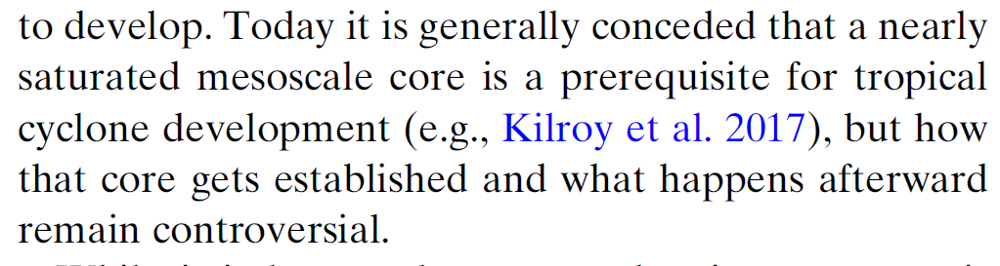 to develop. Today it is generally conceded that a nearly
saturated mesoscale core is a prerequisite for tropical
cyclone development (e.g., Kilroy et al. 2017), but how
that core gets established and what happens afterward
remain controversial.